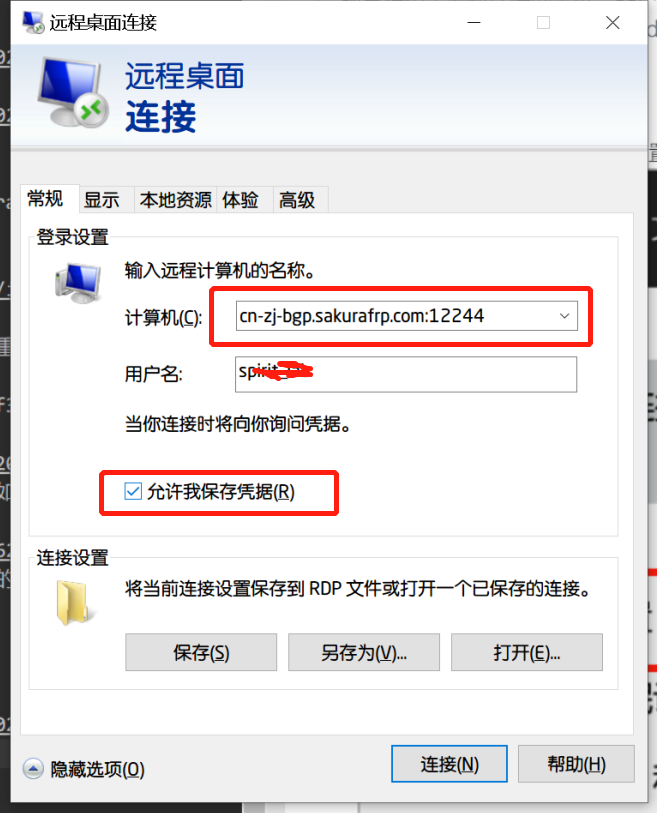 远程桌面连接
远程桌面
连接
常规 显示 本地资源 体验 高级
登录设置
输入远程计算机的名称。
计算机(C): cn-zj-bgp.sakurafrp.com:12244
用户名:
当你连接时将向你询问凭据。
允许我保存凭据(R)
连接设置
将当前连接设置保存到 RDP 文件或打开一个已保存的连接。
保存(S) 另存为(V)... 打开(E)...
隐藏选项(O) 连接(N) 帮助(H)